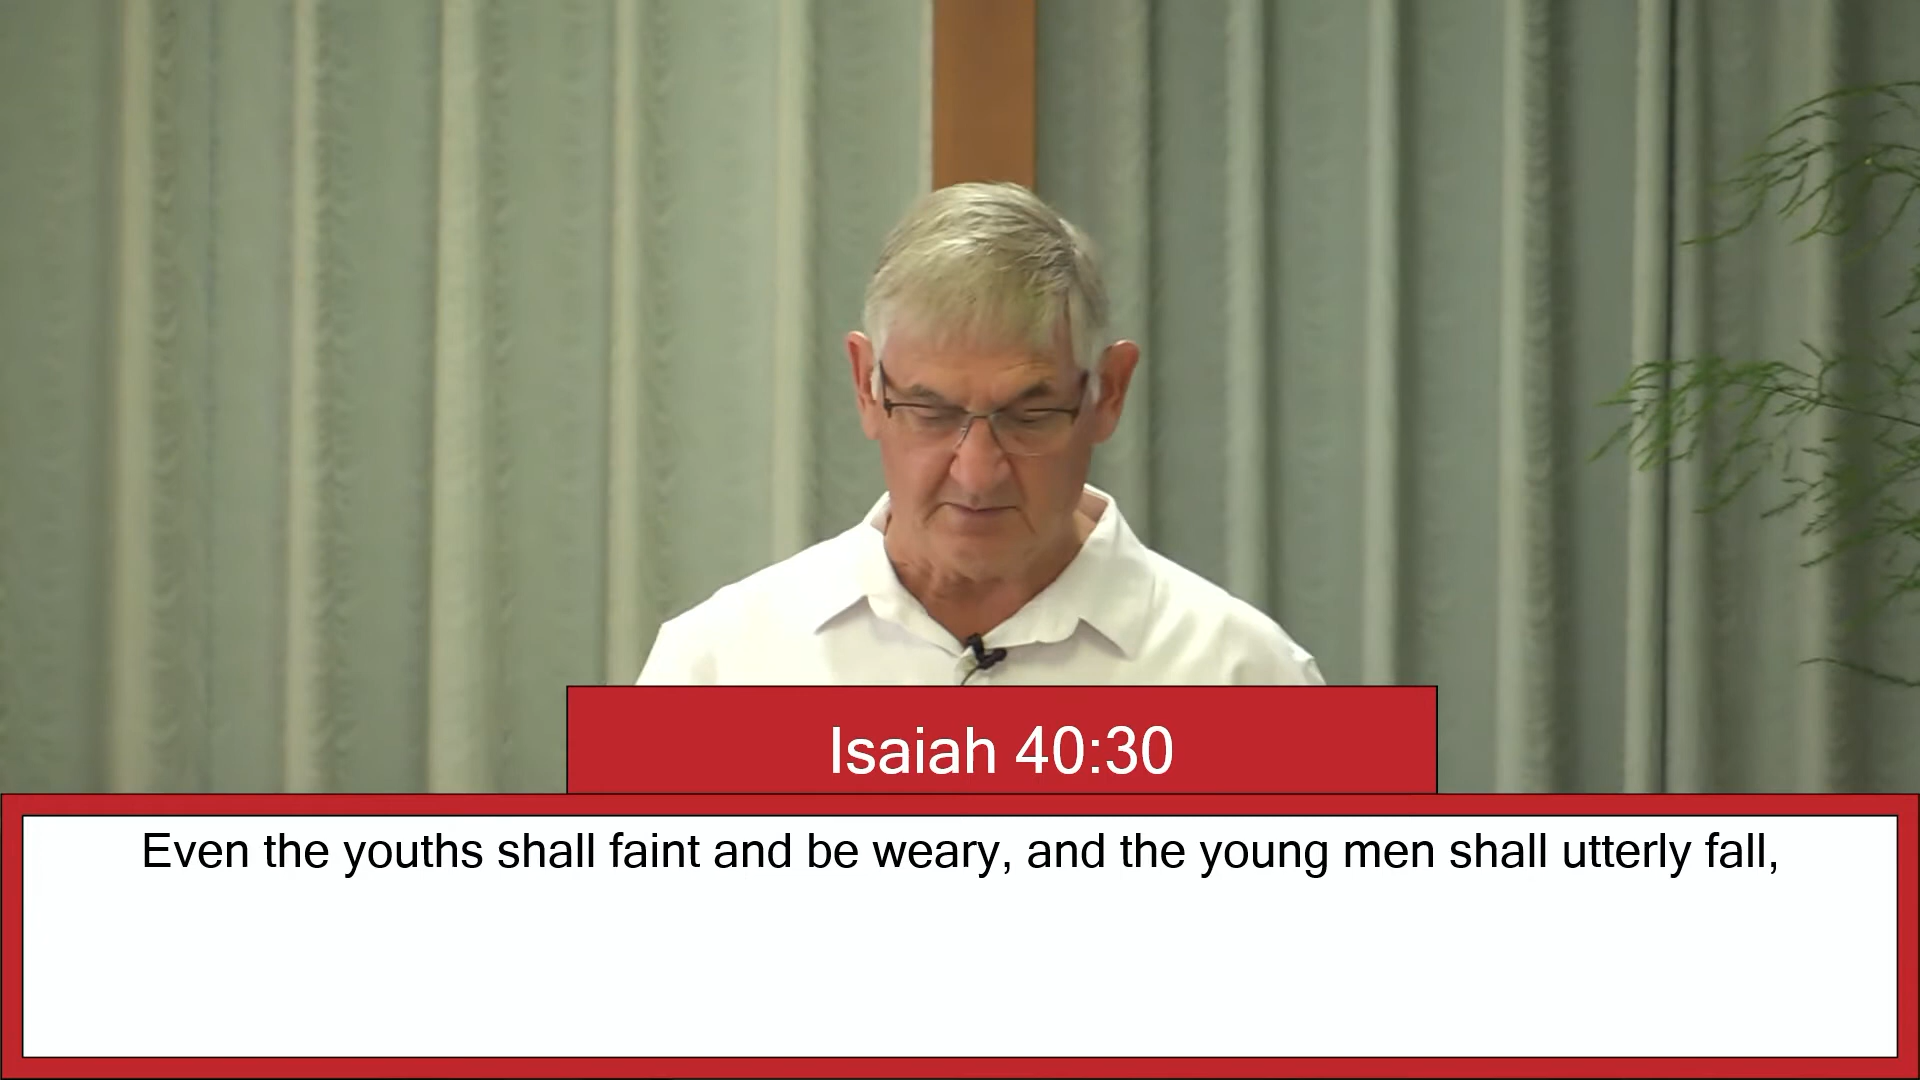 Isaiah 40:30
Even the youths shall faint and be weary, and the young men shall utterly fall,